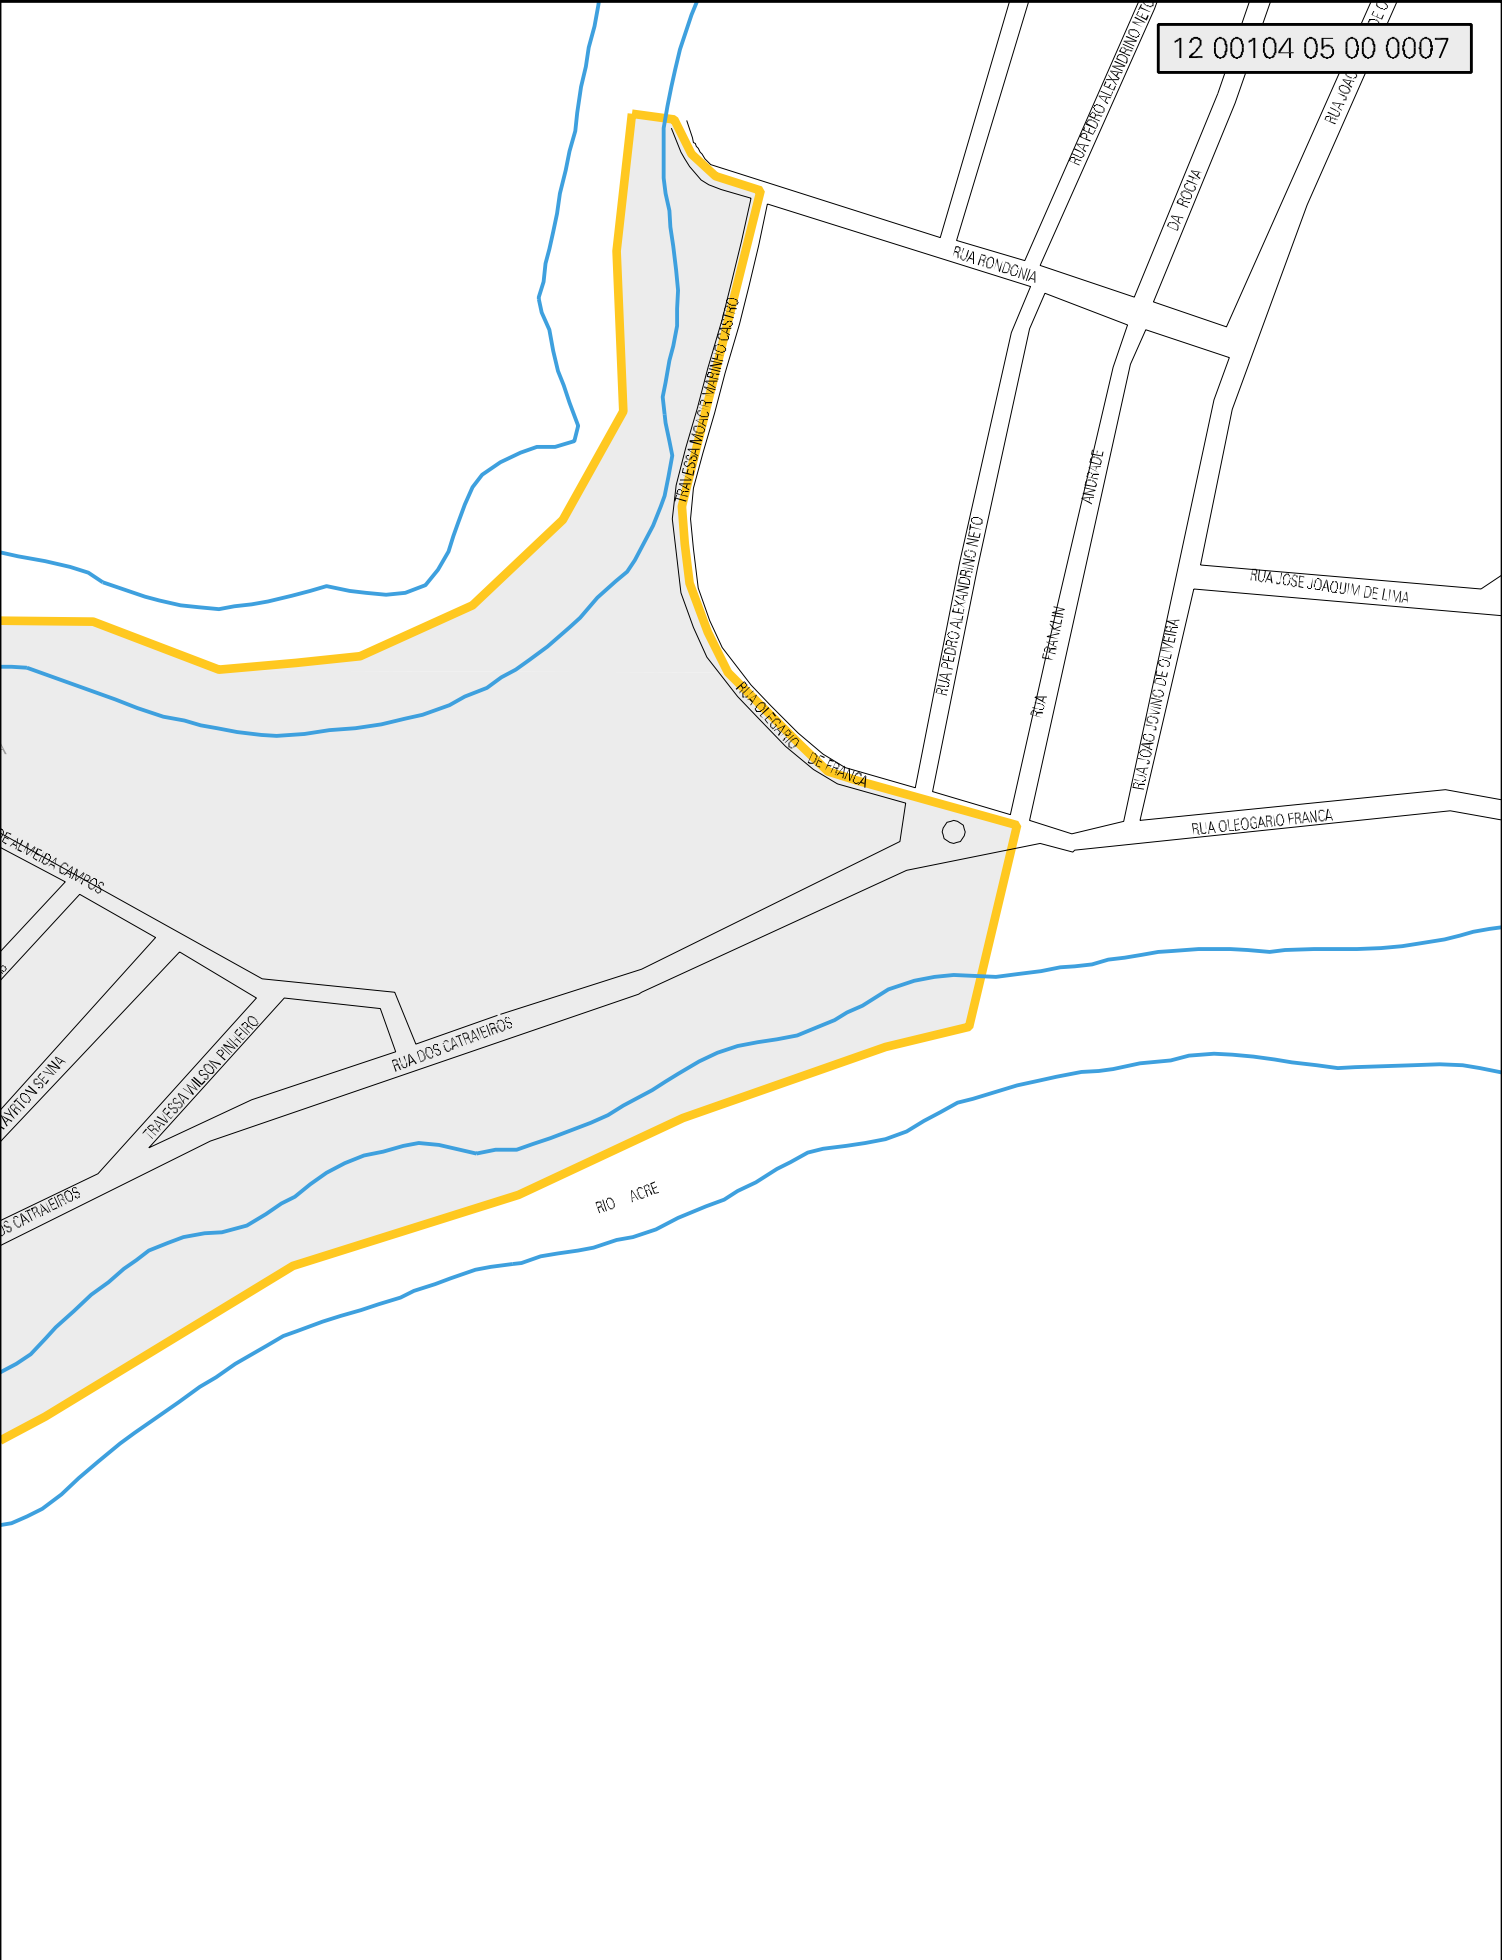 12 00104 05 00 0007
RUA PEDRO ALEXANDRINO NETO
DA ROCHA
RUA RONDONIA
TRAVESSA MOACIR MARINHO CASTRO
ANDRADE
FRANKLIN
RUA
RUA PEDRO ALEXANDRINO NETO
RUA JOSE JOAQUIM DE LIMA
RUA JOAO JOVINO DE OLIVEIRA
RUA OLEGARIO DE FRANCA
RUA OLEOGARIO FRANCA
DE ALMEIDA CAMPOS
RUA DOS CATRAIEIROS
TRAVESSA WILSON PINHEIRO
AYRTON SENNA
OS CATRAIEIROS
RIO ACRE